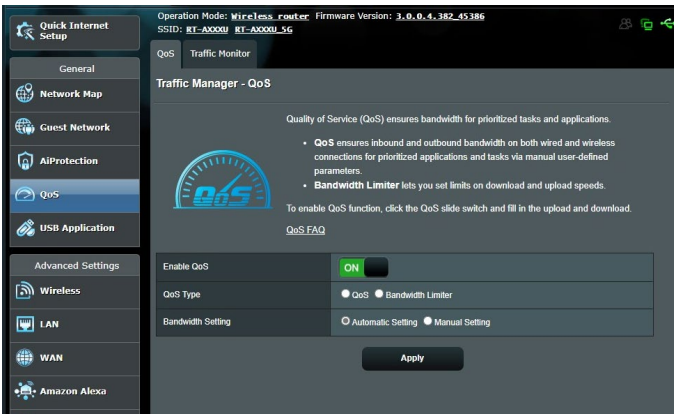 Quick Internet
Setup
General
Network Map
Guest Network
AiProtection
QoS
USB Application
Advanced Settings
Wireless
LAN
WAN
Amazon Alexa
Operation Mode: Wireless router Firmware Version: 3.0.0.4.382_45386
SSID: RT-AXXXU RT-AXXXU_5G
QoS Traffic Monitor
Traffic Manager - QoS
QoS
Quality of Service (QoS) ensures bandwidth for prioritized tasks and applications.
• QoS ensures inbound and outbound bandwidth on both wired and wireless
connections for prioritized applications and tasks via manual user-defined
parameters.
• Bandwidth Limiter lets you set limits on download and upload speeds.
To enable QoS function, click the QoS slide switch and fill in the upload and download.
QoS FAQ
Enable QoS ON
QoS Type QoS Bandwidth Limiter
Bandwidth Setting Automatic Setting Manual Setting
Apply